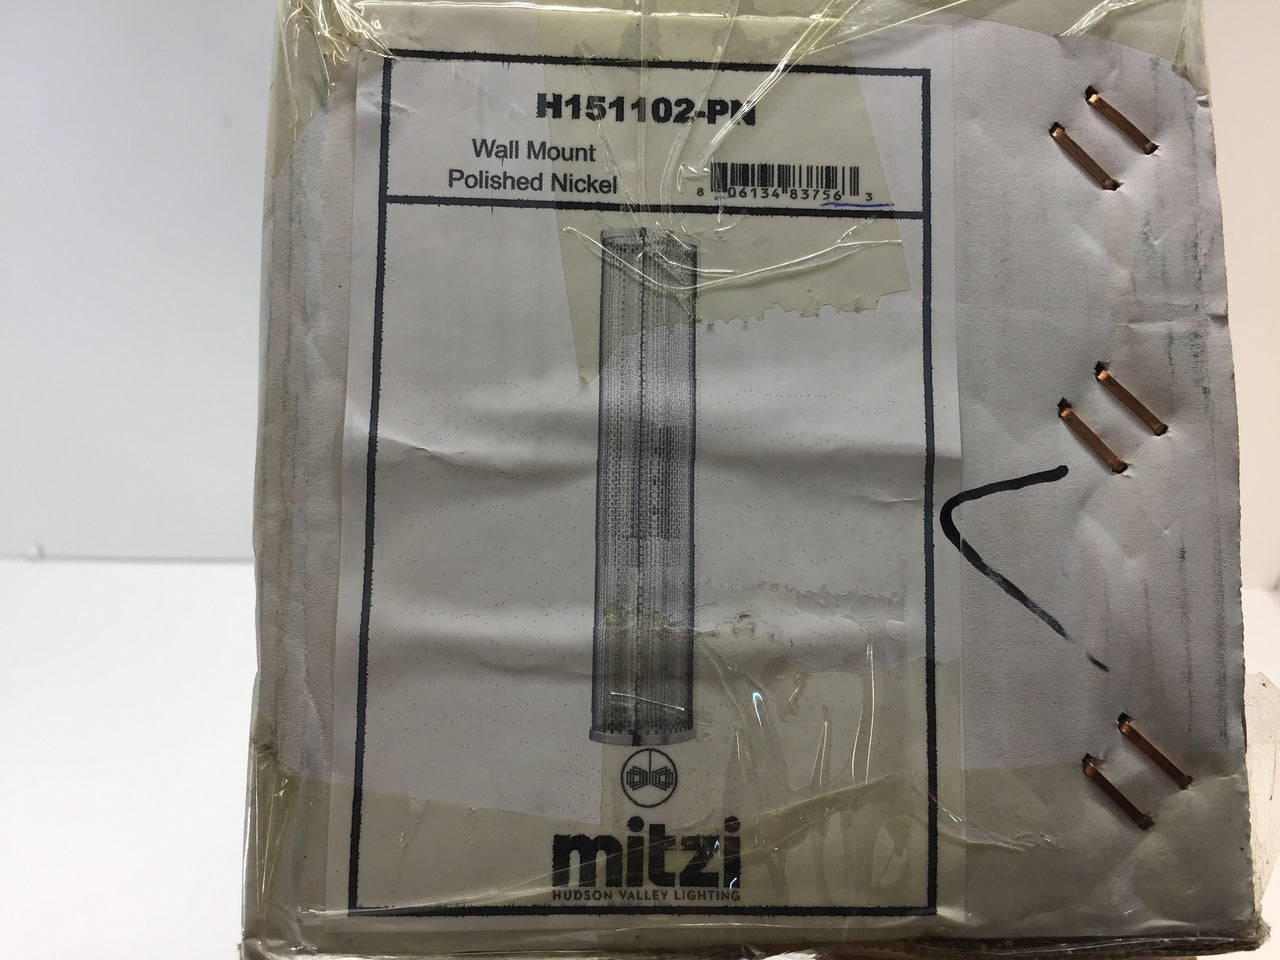 H151102-PN
Wall Mount
Polished Nickel
8 06134 83756 3
mitzi
HUDSON VALLEY LIGHTING